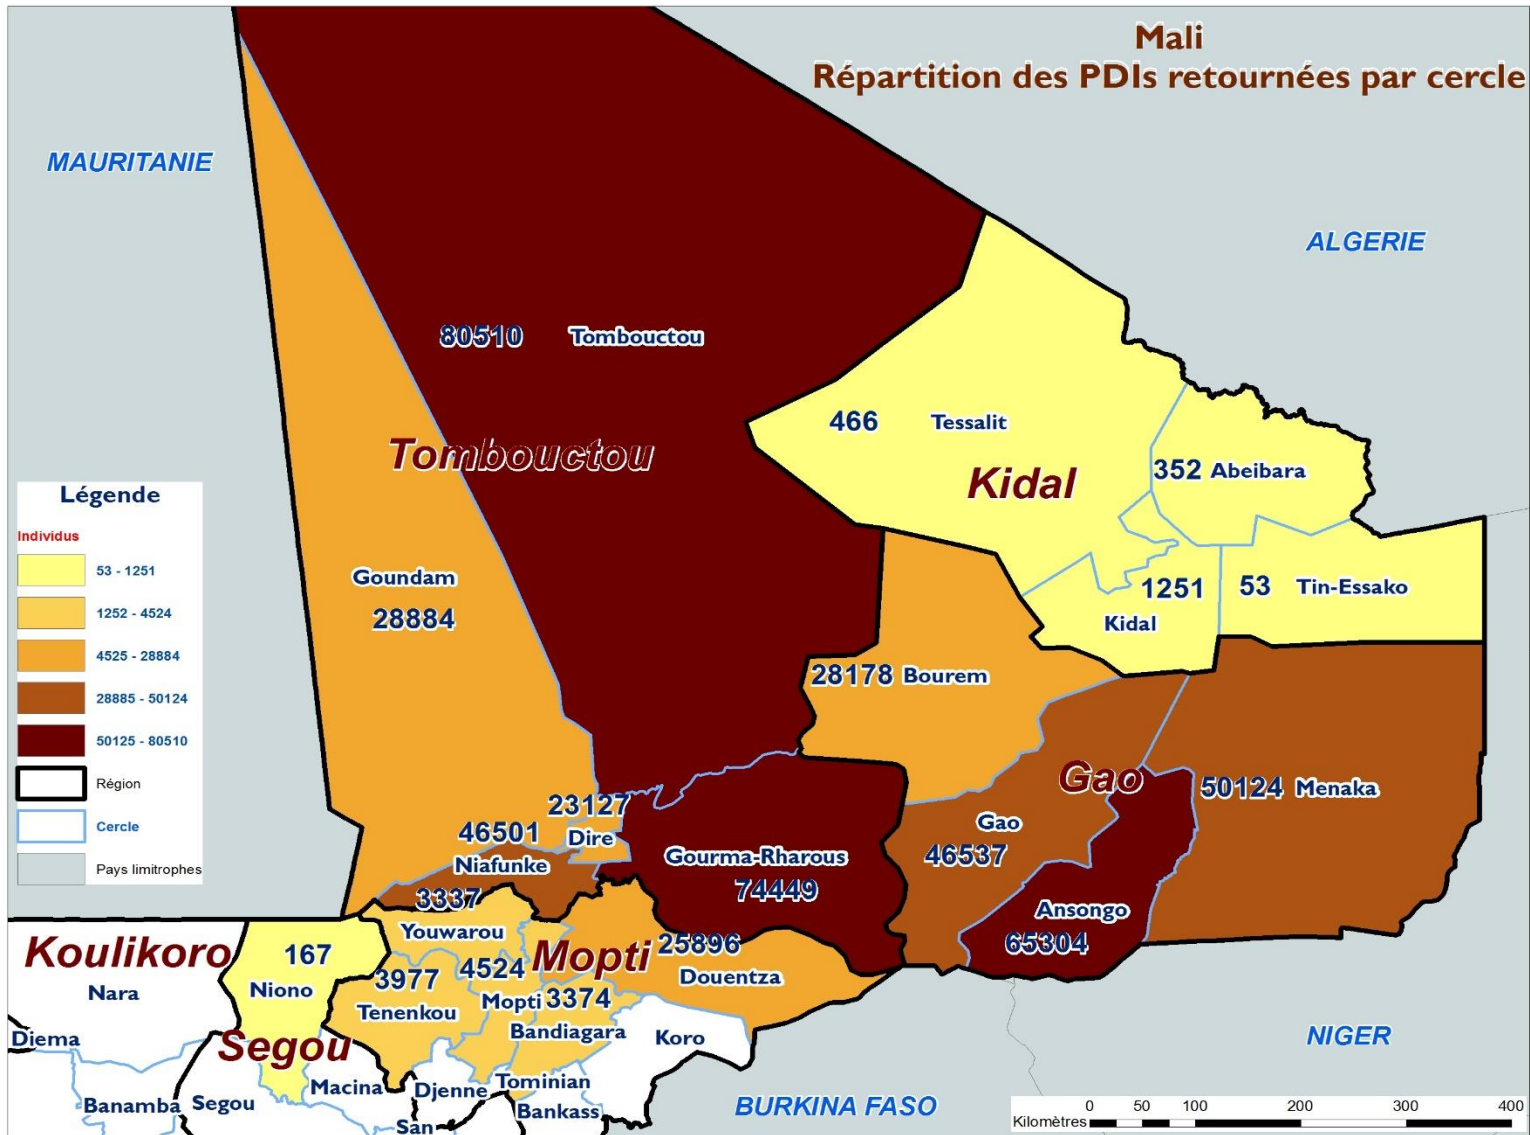 Mali
Répartition des PDIs retournées par cercle
MAURITANIE
ALGERIE
80510 Tombouctou
466 Tessalit
Tombouctou
352 Abeibara
Kidal
Légende
Individus
53 - 1251
1252 - 4524
4525 - 28884
28885 - 50124
50125 - 80510
Région
Cercle
Pays limitrophes
Goundam
28884
1251
Kidal
53 Tin-Essako
28178 Bourem
Gao
50124 Menaka
23127
Dire
46501
Niafunke
Gao
46537
Gourma-Rharous
74449
Ansongo
65304
3337
Youwarou
Koulikoro
Nara
167
Niono
Mopti
25896
Douentza
3977
Tenenkou
4524
Mopti
3374
Bandiagara
Koro
Diema
Segou
Macina
Djenne
Tominian
Bankass
Banamba
Segou
San
NIGER
BURKINA FASO
Kilomètres
0 50 100 200 300 400